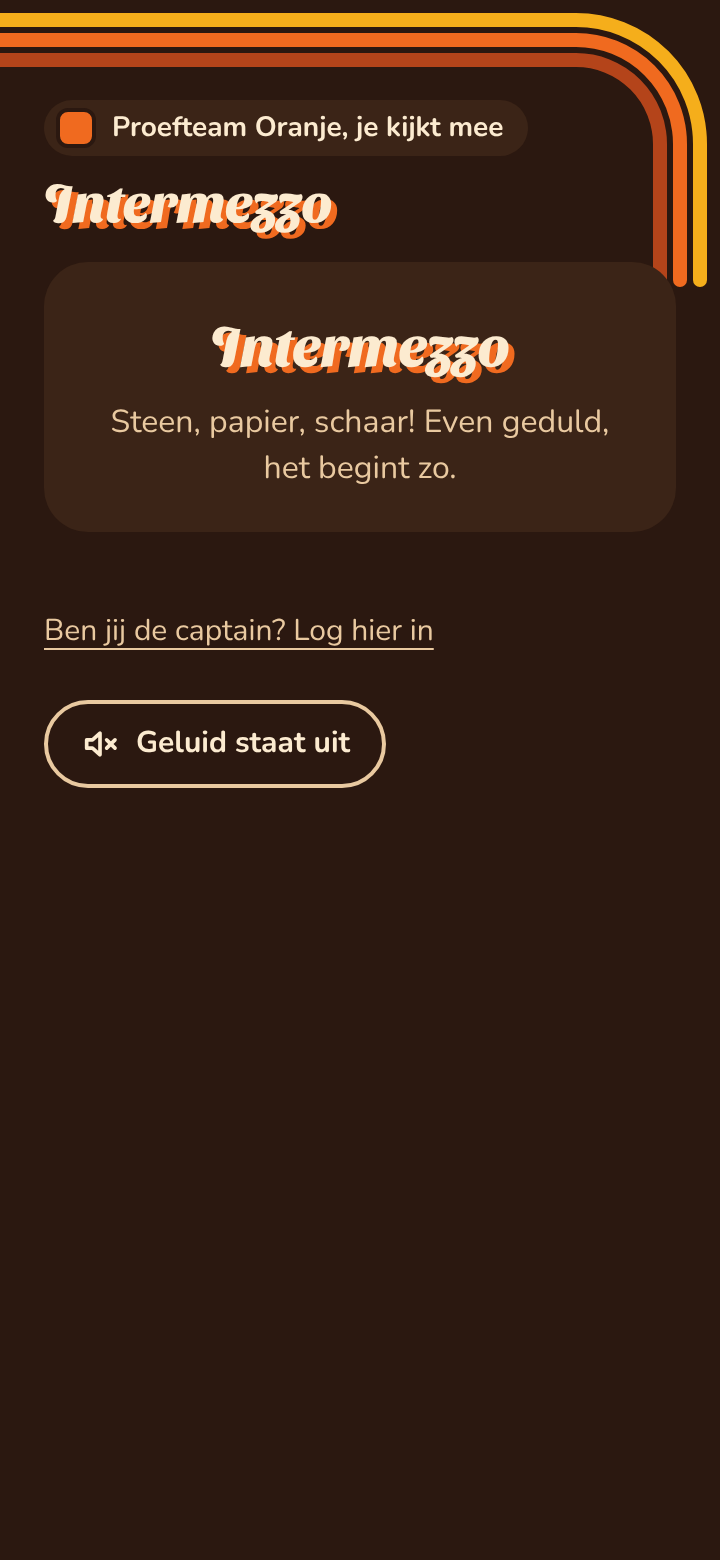 Proefteam Oranje, je kijkt mee
Intermezzo
Intermezzo
Steen, papier, schaar! Even geduld,
het begint zo.
Ben jij de captain? Log hier in
Geluid staat uit